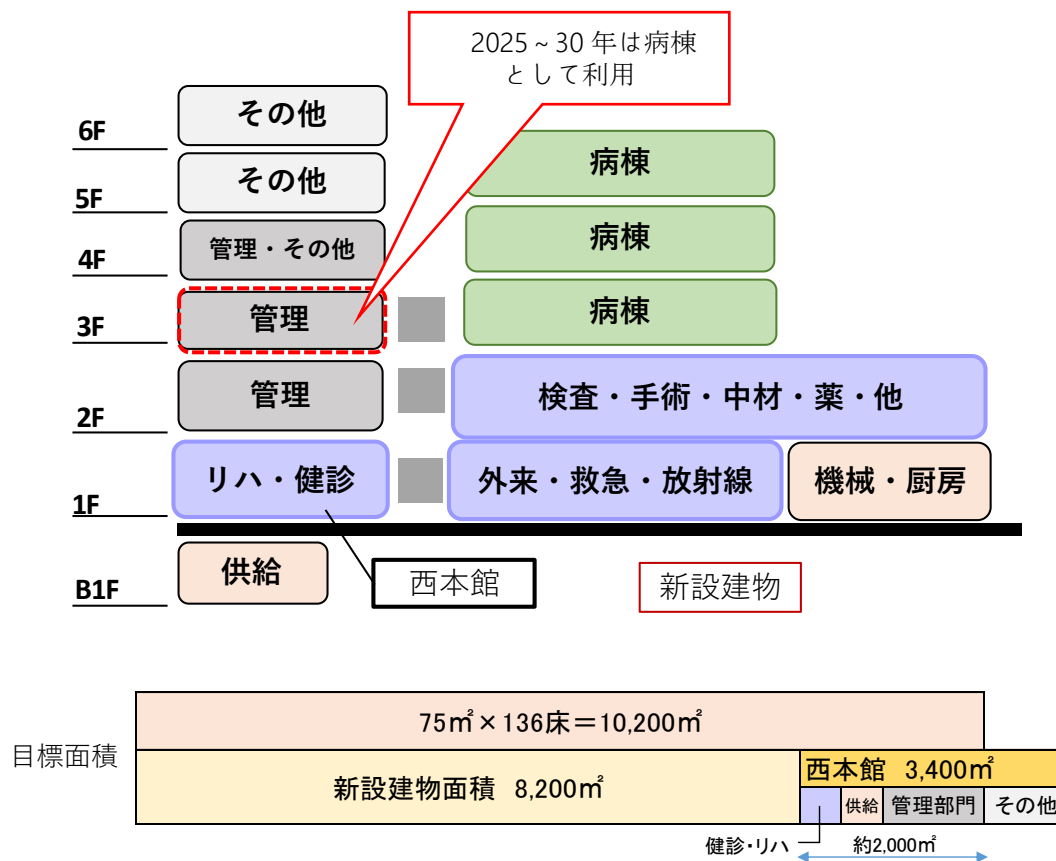 2025～30年は病棟
として利用
6F
その他
5F
その他
病棟
4F
管理・その他
病棟
3F
管理
病棟
2F
管理
検査・手術・中材・薬・他
1F
リハ・健診
外来・救急・放射線
機械・厨房
B1F
供給
西本館
新設建物
目標面積
75㎡×136床＝10,200㎡
新設建物面積 8,200㎡
西本館 3,400㎡
供給
管理部門
その他
健診・リハ
約2,000㎡